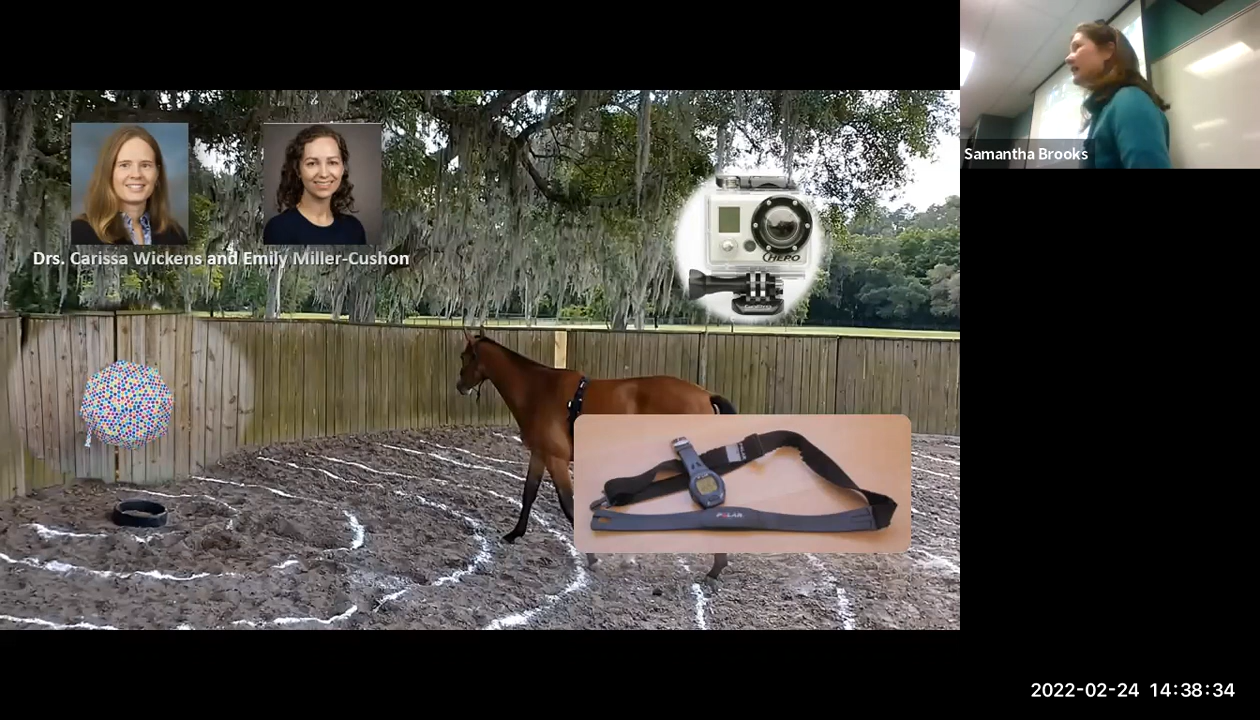 Samantha Brooks
Drs. Carissa Wickens and Emily Miller-Cushon
HERO
POLAR
2022-02-24 14:38:34